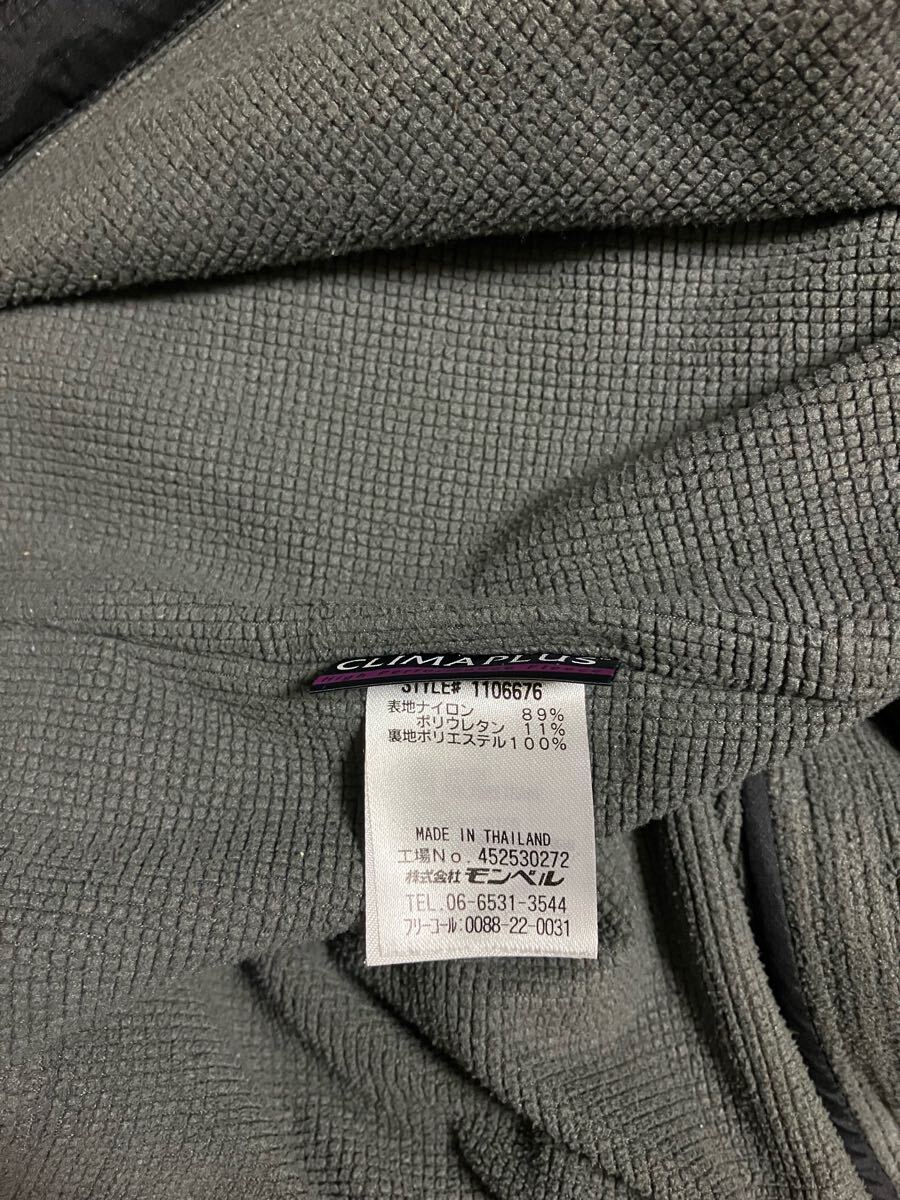 CLIMAPLUS
STYLE# 1106676
表地ナイロン 89%
ポリウレタン 11%
裏地ポリエステル100%
MADE IN THAILAND
工場No. 452530272
株式会社モンベル
TEL.06-6531-3544
フリーコール:0088-22-0031